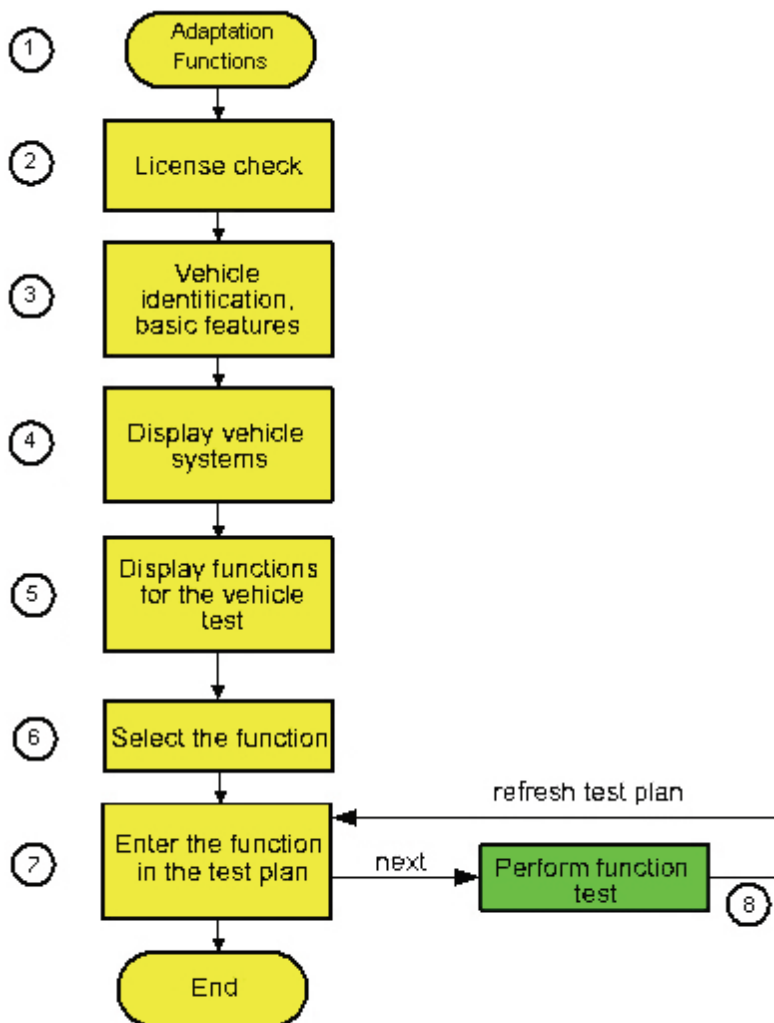 1
Adaptation
Functions
2
License check
3
Vehicle
identification,
basic features
4
Display vehicle
systems
5
Display functions
for the vehicle
test
6
Select the function
refresh test plan
7
Enter the function
in the test plan
next
Perform function
test
8
End